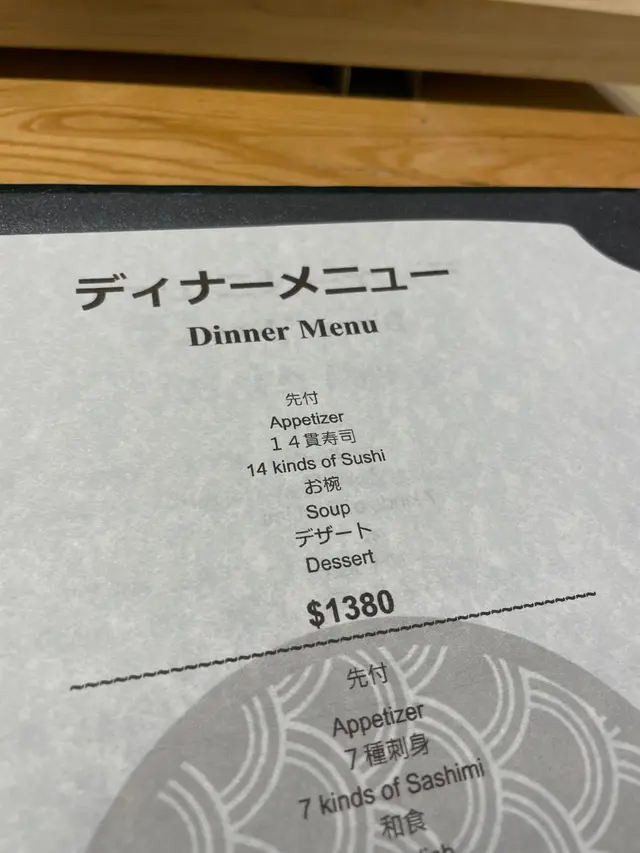 ディナーメニュー
Dinner Menu
先付
Appetizer
１４貫寿司
14 kinds of Sushi
お椀
Soup
デザート
Dessert
$1380
先付
Appetizer
７種刺身
7 kinds of Sashimi
和食